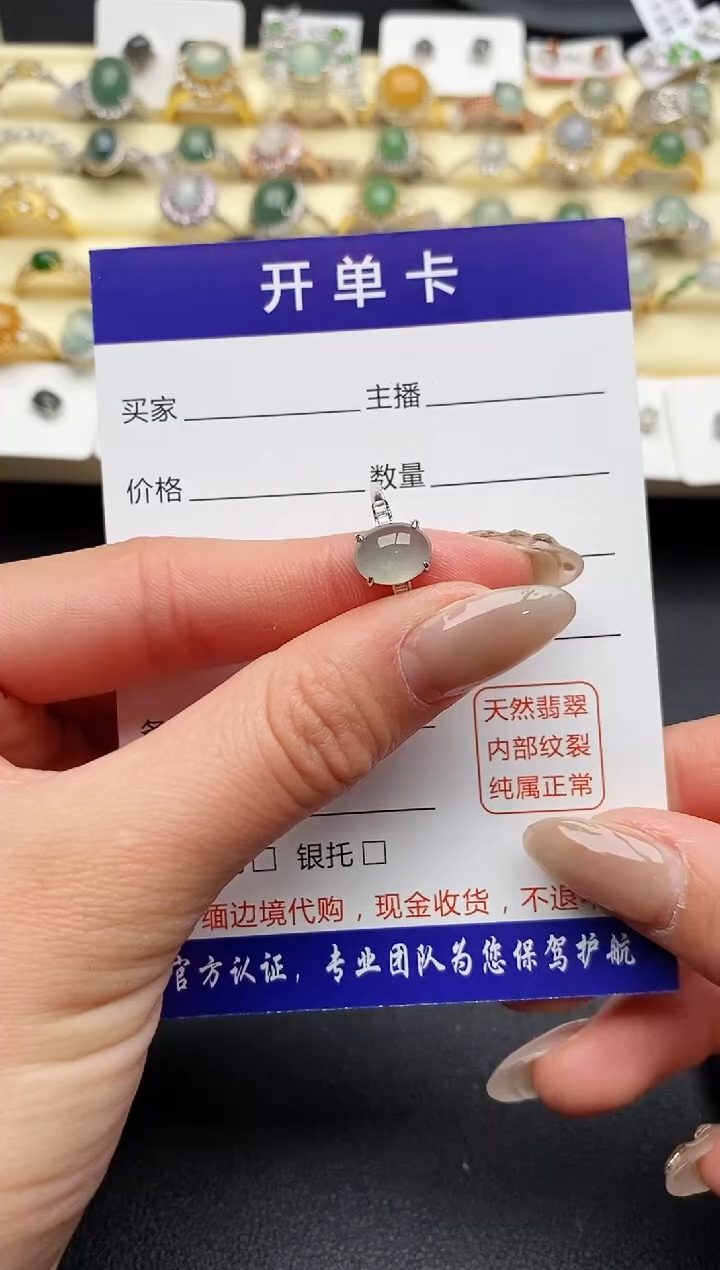 开单卡
买家 主播
价格 数量
天然翡翠
内部纹裂
纯属正常
银托
缅边境代购，现金收货，不退
官方认证，专业团队为您保驾护航